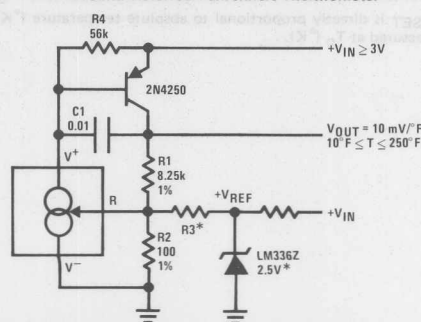 R4
56k
+VIN ≥ 3V
2N4250
C1
0.01
VOUT = 10 mV/°F
10°F ≤ T ≤ 250°F
V+
R1
8.25k
1%
R
+VREF
+VIN
R3*
R2
100
1%
LM336Z
2.5V*
V−